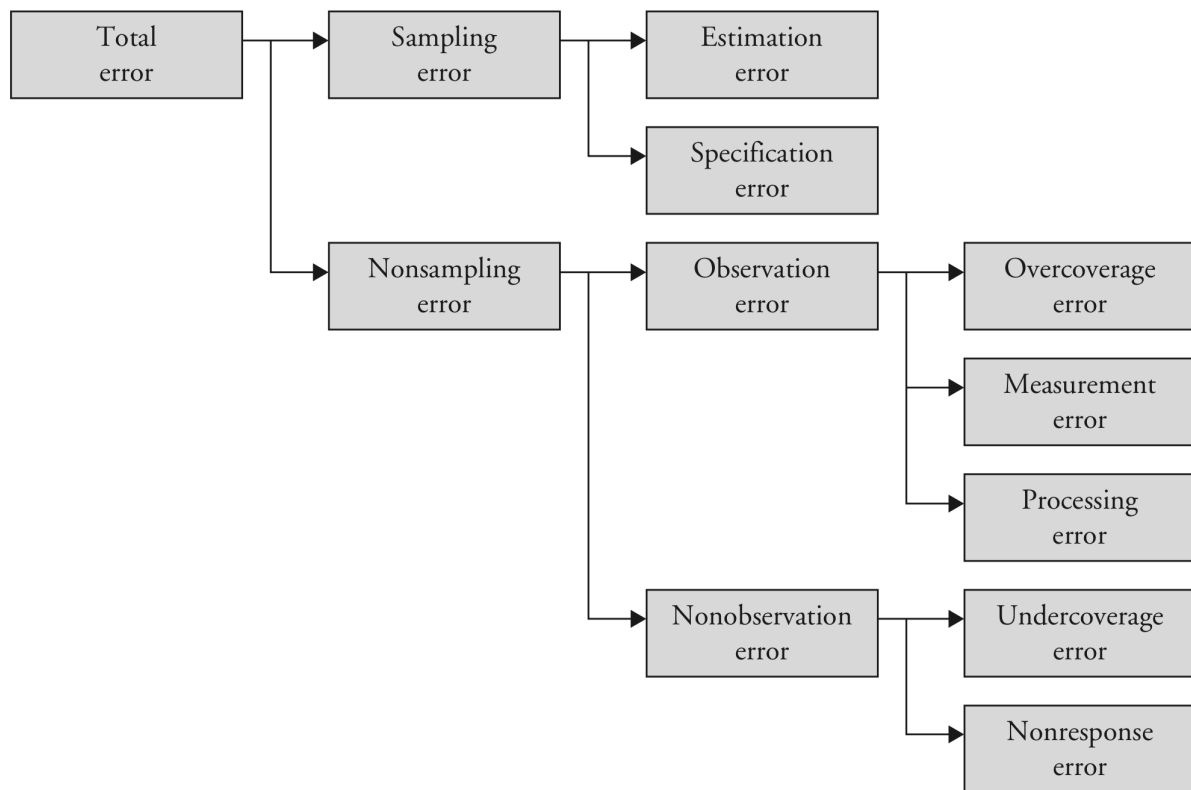 Total
error
Sampling
error
Estimation
error
Specification
error
Nonsampling
error
Observation
error
Overcoverage
error
Measurement
error
Processing
error
Nonobservation
error
Undercoverage
error
Nonresponse
error